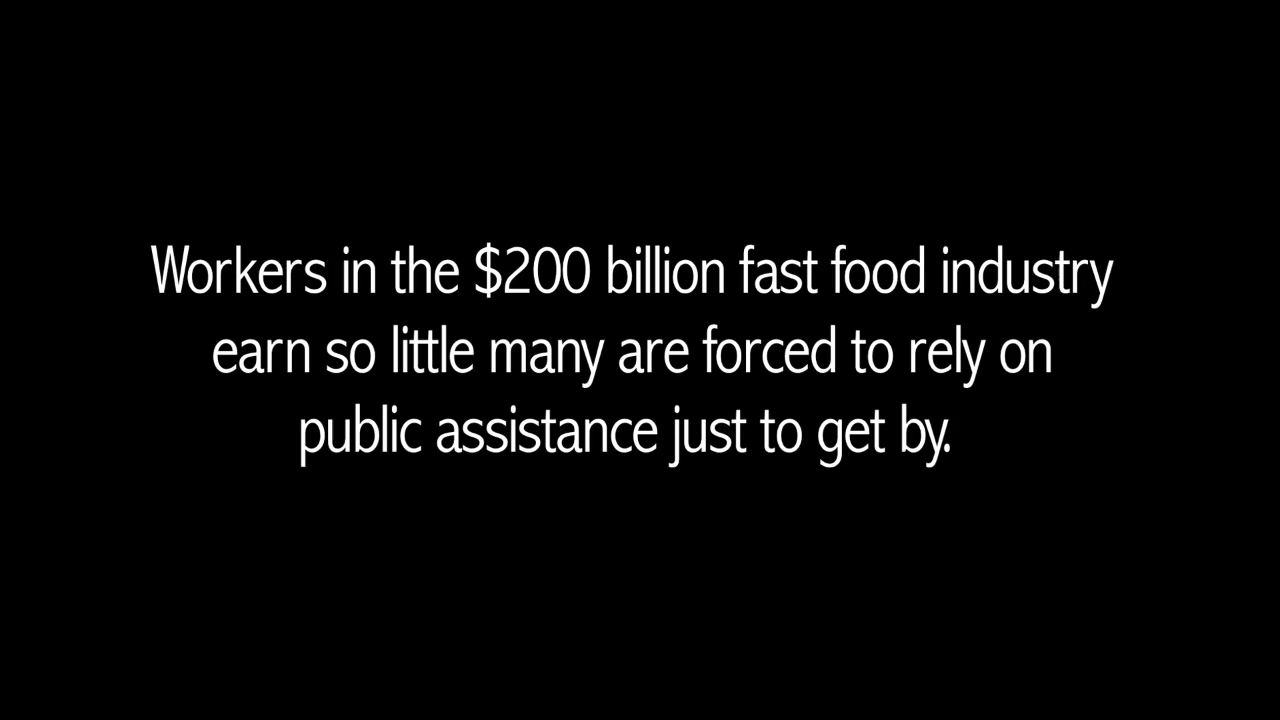 Workers in the $200 billion fast food industry
earn so little many are forced to rely on
public assistance just to get by.